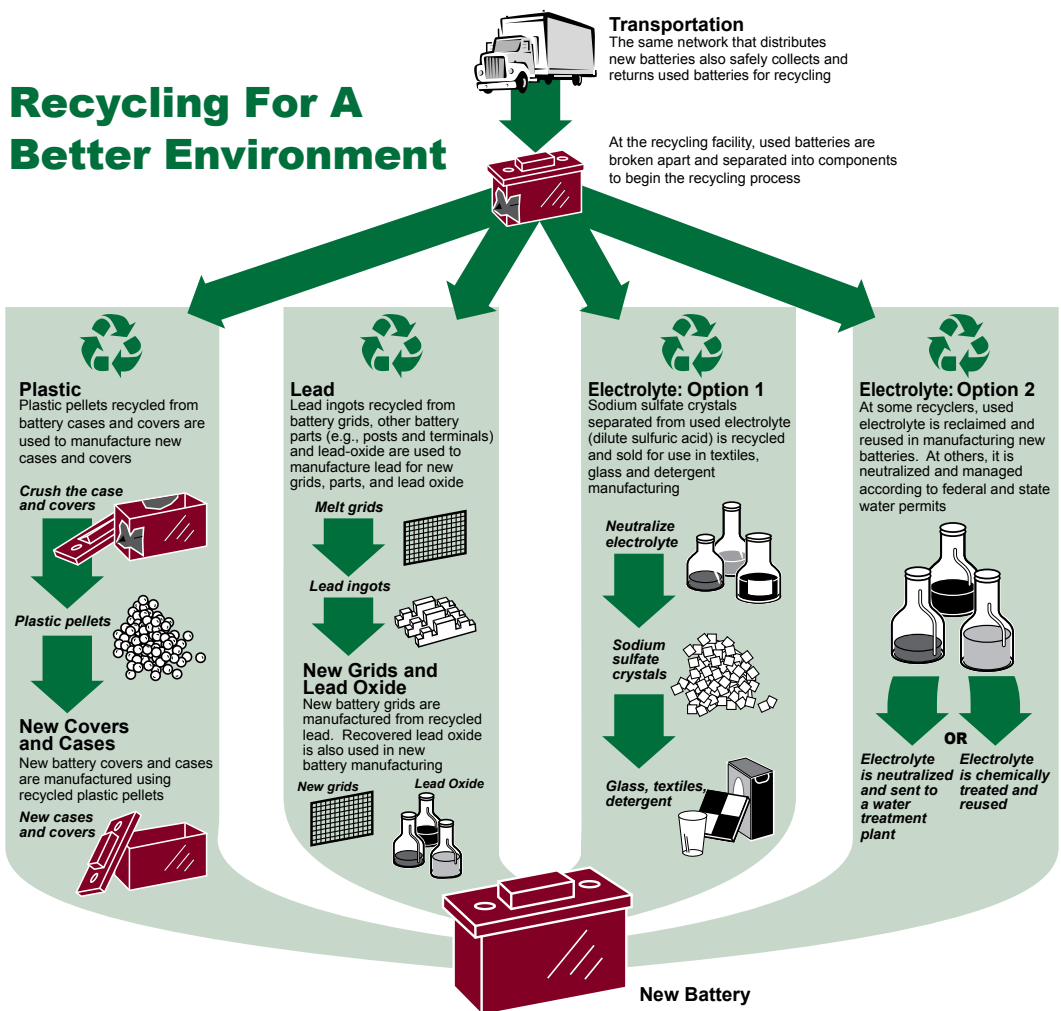 Transportation
The same network that distributes
new batteries also safely collects and
returns used batteries for recycling
Recycling For A
Better Environment
At the recycling facility, used batteries are
broken apart and separated into components
to begin the recycling process
Plastic
Plastic pellets recycled from
battery cases and covers are
used to manufacture new
cases and covers
Crush the case
and covers
Plastic pellets
New Covers
and Cases
New battery covers and cases
are manufactured using
recycled plastic pellets
New cases
and covers
Lead
Lead ingots recycled from
battery grids, other battery
parts (e.g., posts and terminals)
and lead-oxide are used to
manufacture lead for new
grids, parts, and lead oxide
Melt grids
Lead ingots
New Grids and
Lead Oxide
New battery grids are
manufactured from recycled
lead. Recovered lead oxide
is also used in new
battery manufacturing
New grids
Lead Oxide
Electrolyte: Option 1
Sodium sulfate crystals
separated from used electrolyte
(dilute sulfuric acid) is recycled
and sold for use in textiles,
glass and detergent
manufacturing
Neutralize
electrolyte
Sodium
sulfate
crystals
Glass, textiles,
detergent
Electrolyte: Option 2
At some recyclers, used
electrolyte is reclaimed and
reused in manufacturing new
batteries. At others, it is
neutralized and managed
according to federal and state
water permits
OR
Electrolyte
is neutralized
and sent to
a water
treatment
plant
Electrolyte
is chemically
treated and
reused
New Battery